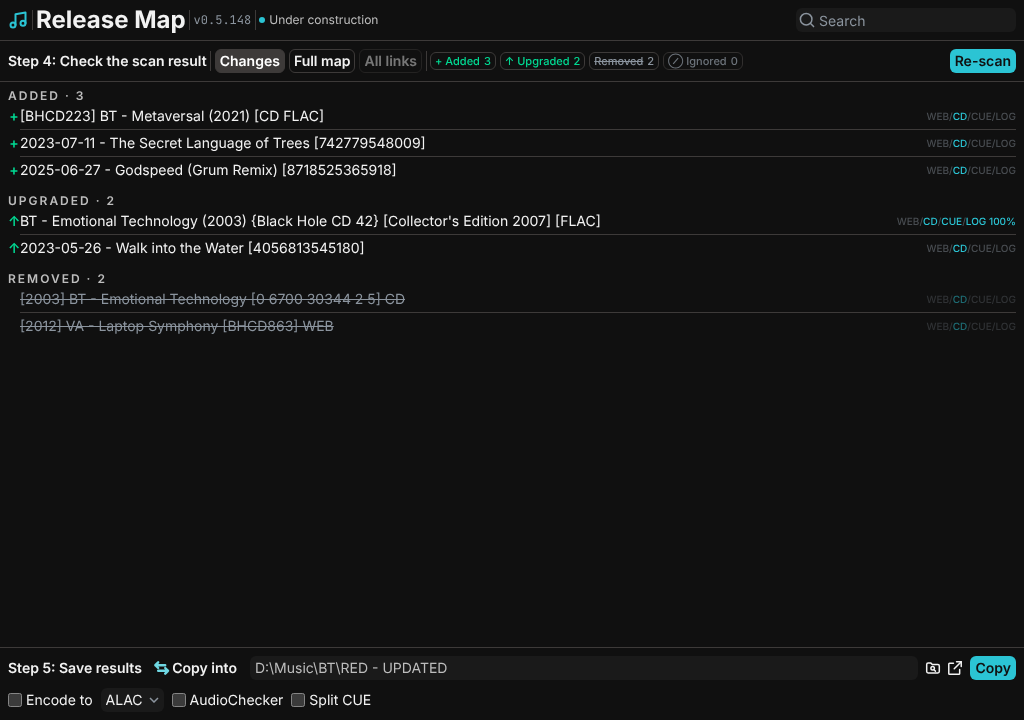 Release Map v0.5.148 Under construction Search
Step 4: Check the scan result Changes Full map All links + Added 3 ↑ Upgraded 2 Removed 2 Ignored 0 Re-scan
ADDED · 3
+ [BHCD223] BT - Metaversal (2021) [CD FLAC] WEB/CD/CUE/LOG
+ 2023-07-11 - The Secret Language of Trees [742779548009] WEB/CD/CUE/LOG
+ 2025-06-27 - Godspeed (Grum Remix) [8718525365918] WEB/CD/CUE/LOG
UPGRADED · 2
↑ BT - Emotional Technology (2003) {Black Hole CD 42} [Collector's Edition 2007] [FLAC] WEB/CD/CUE/LOG 100%
↑ 2023-05-26 - Walk into the Water [4056813545180] WEB/CD/CUE/LOG
REMOVED · 2
[2003] BT - Emotional Technology [0 6700 30344 2 5] CD WEB/CD/CUE/LOG
[2012] VA - Laptop Symphony [BHCD863] WEB WEB/CD/CUE/LOG
Step 5: Save results Copy into D:\Music\BT\RED - UPDATED Copy
Encode to ALAC AudioChecker Split CUE